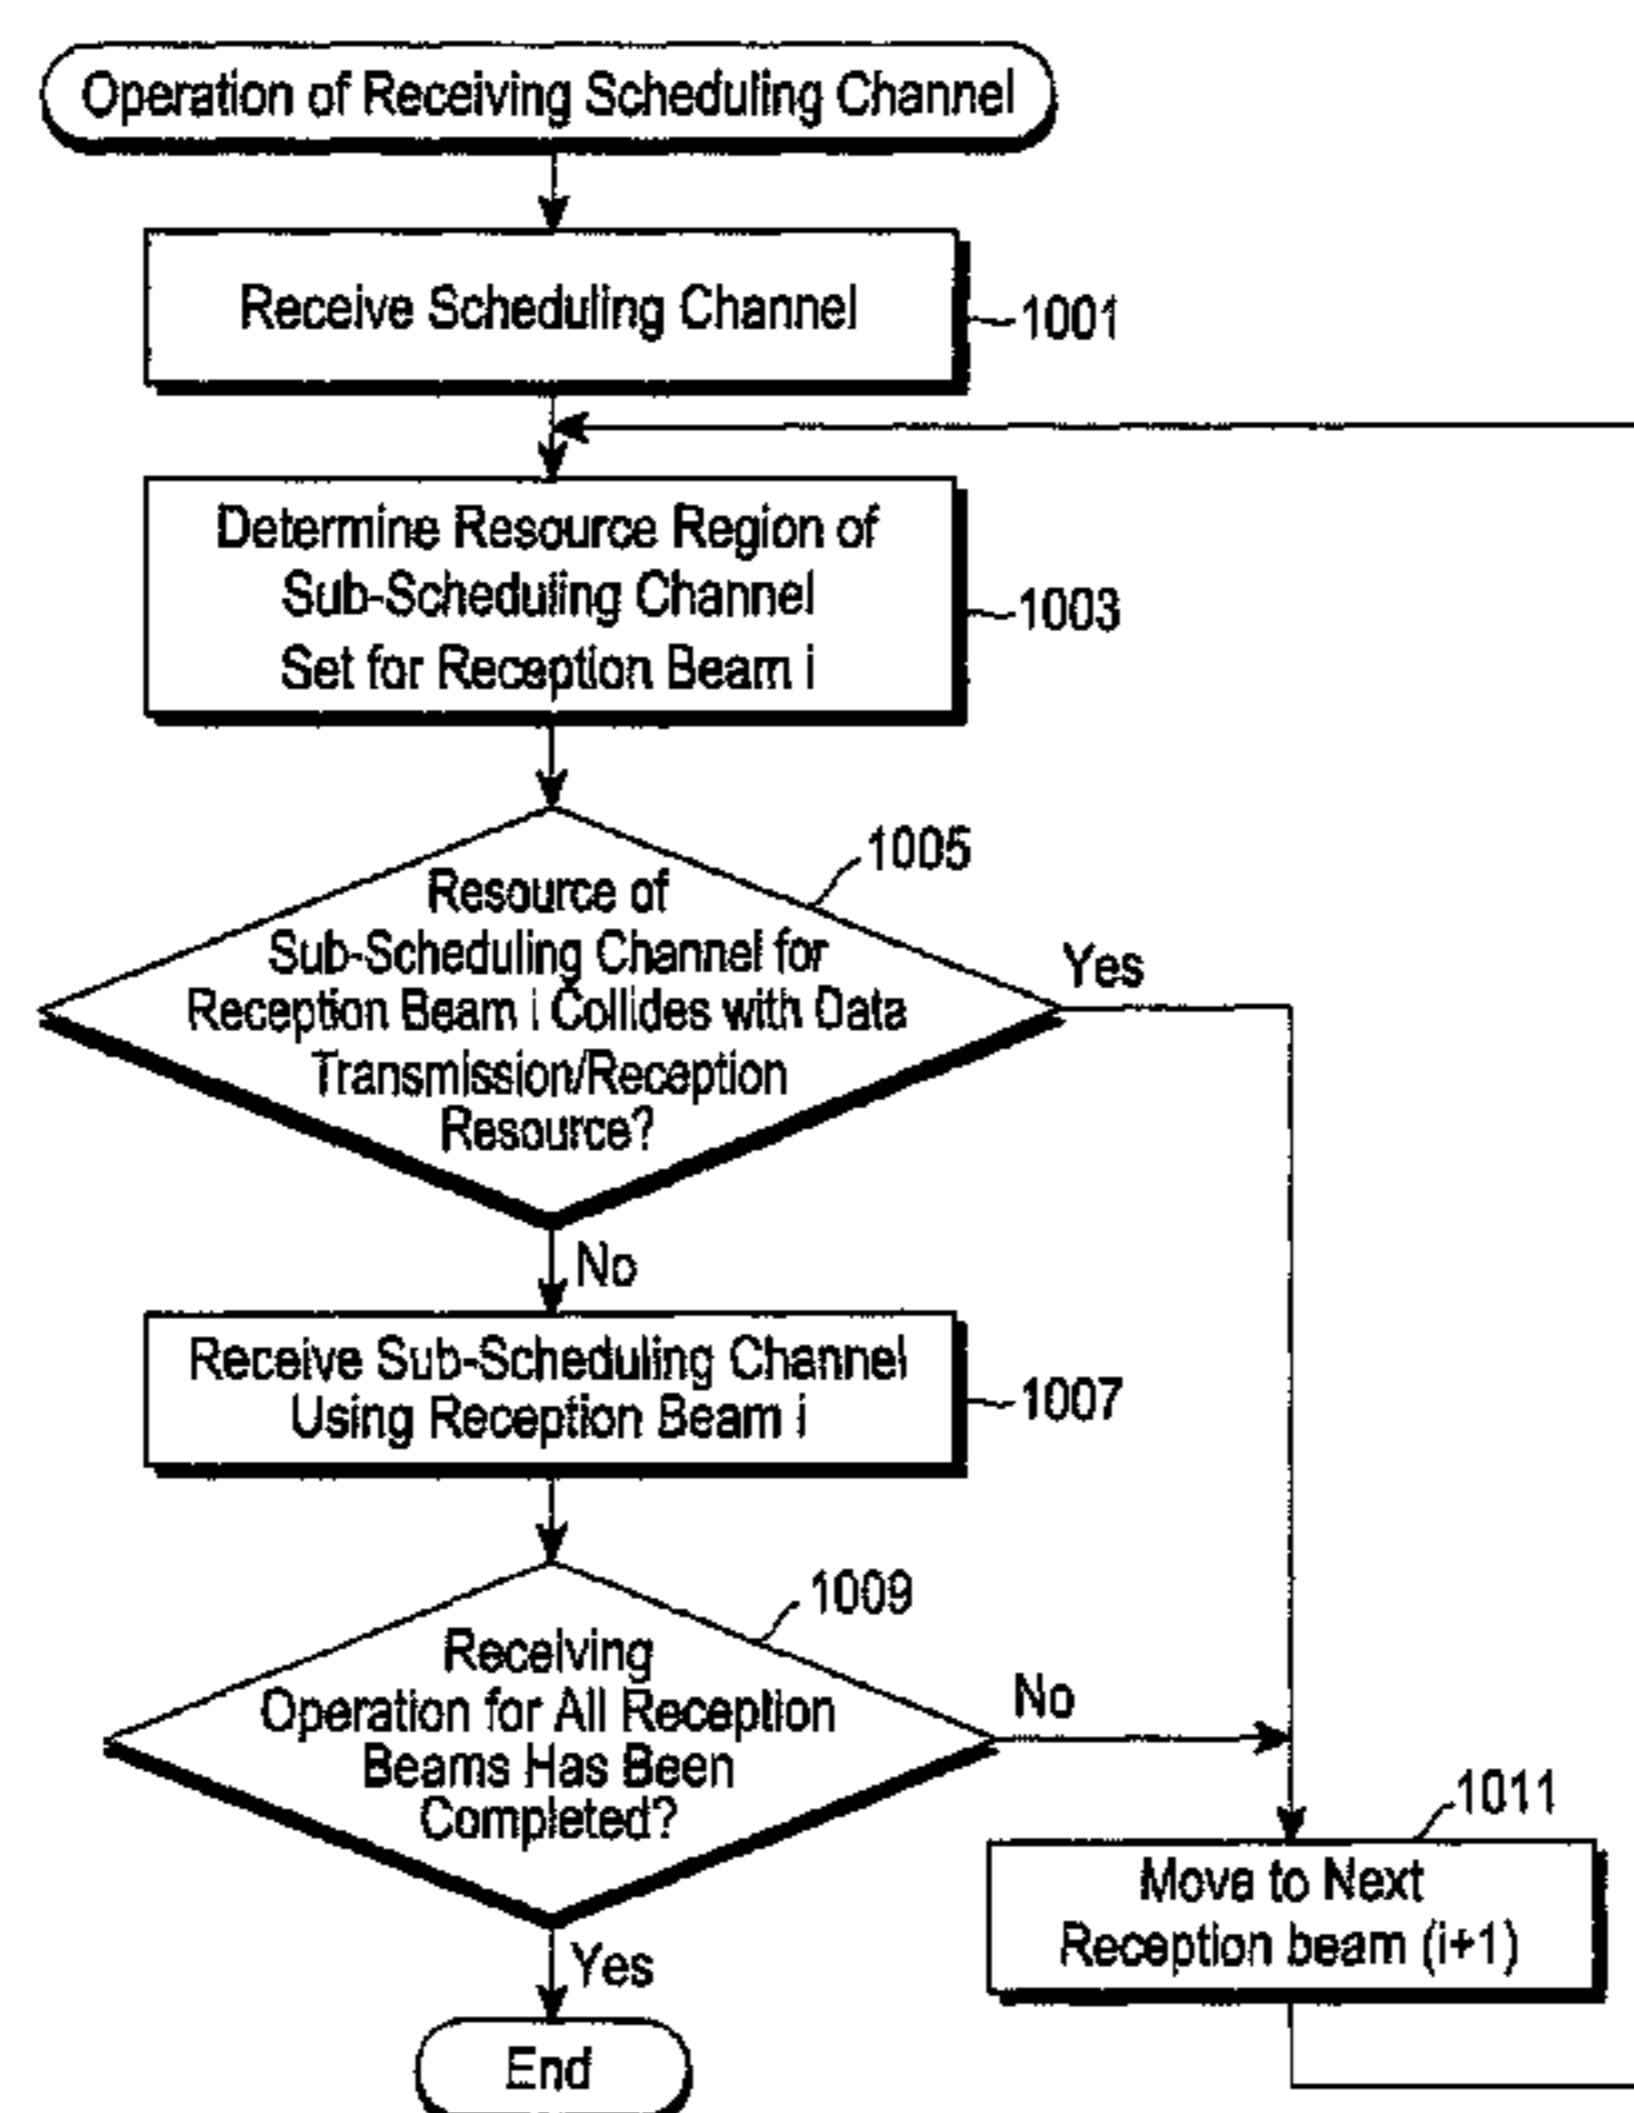 Operation of Receiving Scheduling Channel
Receive Scheduling Channel
1001
Determine Resource Region of
Sub-Scheduling Channel
Set for Reception Beam i
1003
1005
Resource of
Sub-Scheduling Channel for
Reception Beam i Collides with Data
Transmission/Reception
Resource?
Yes
No
Receive Sub-Scheduling Channel
Using Reception Beam i
1007
1009
Receiving
Operation for All Reception
Beams Has Been
Completed?
No
1011
Move to Next
Reception beam (i+1)
Yes
End